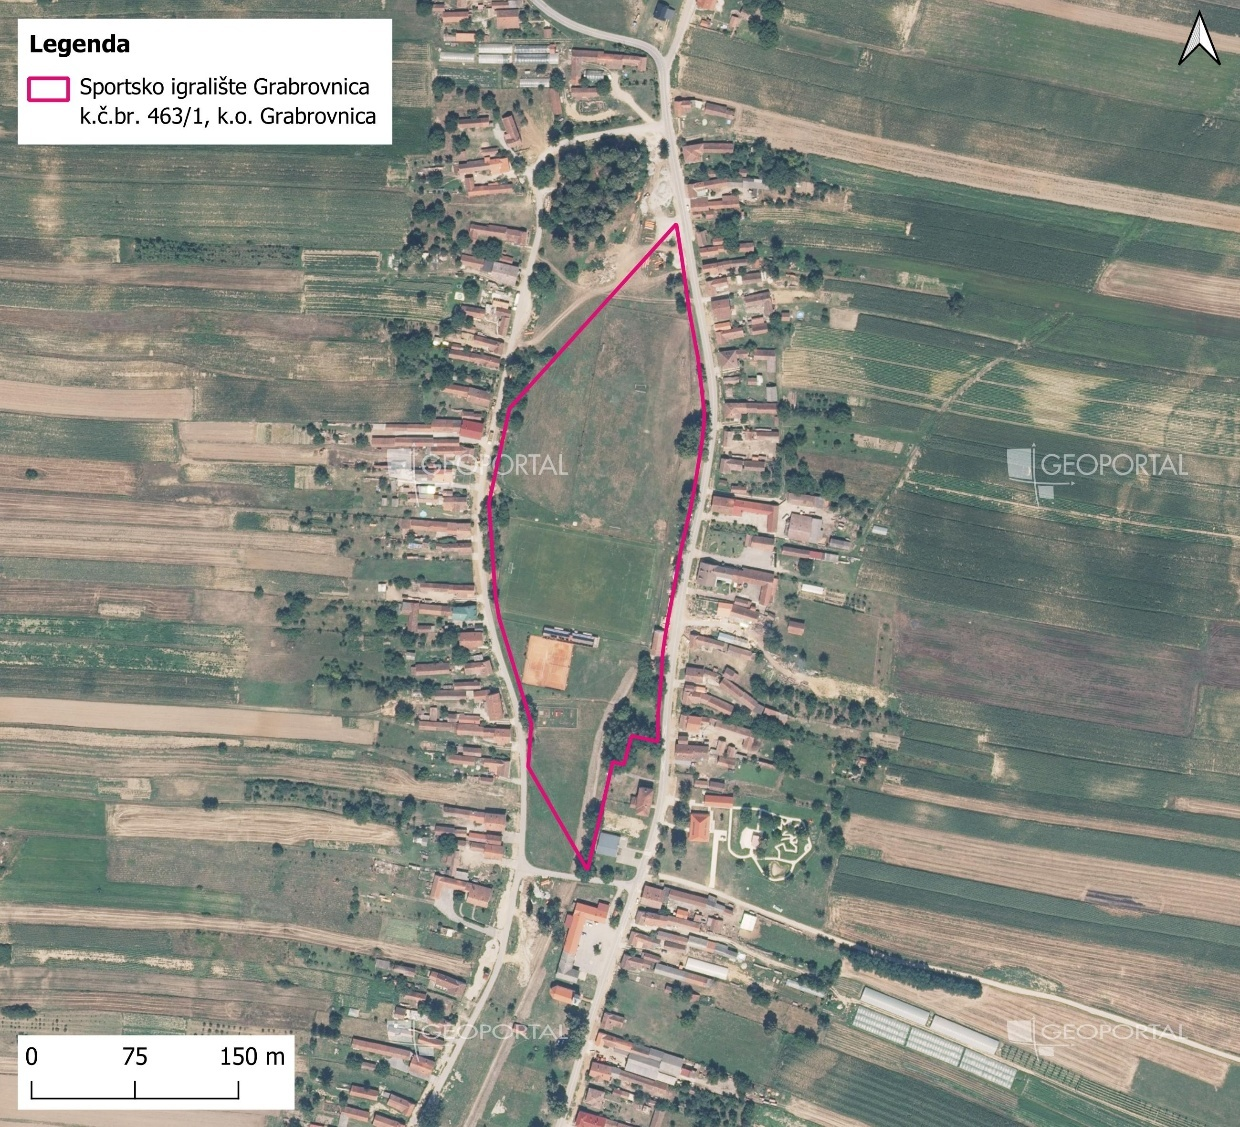 Legenda
Sportsko igralište Grabrovnica
k.č.br. 463/1, k.o. Grabrovnica
GEOPORTAL
GEOPORTAL
GEOPORTAL
GEOPORTAL
0 75 150 m